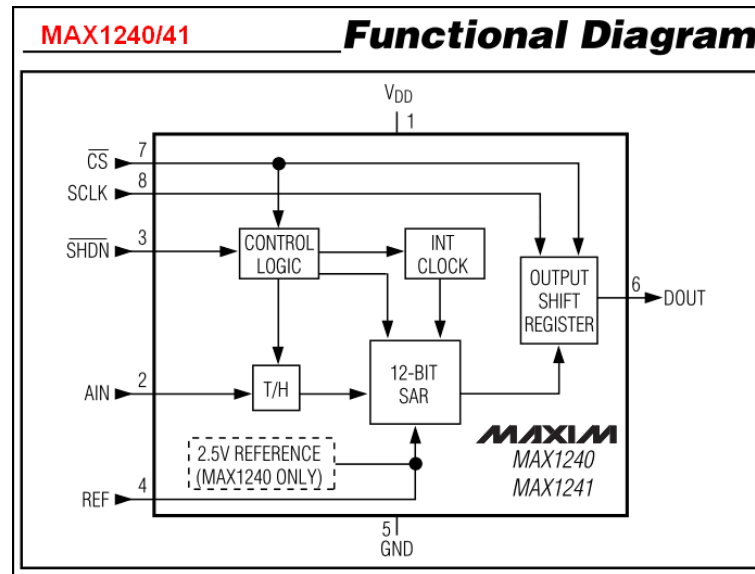 MAX1240/41
Functional Diagram
VDD
1
CS
7
SCLK
8
SHDN
3
CONTROL
LOGIC
INT
CLOCK
OUTPUT
SHIFT
REGISTER
6
DOUT
AIN
2
T/H
12-BIT
SAR
2.5V REFERENCE
(MAX1240 ONLY)
MAXIM
MAX1240
MAX1241
REF
4
5
GND